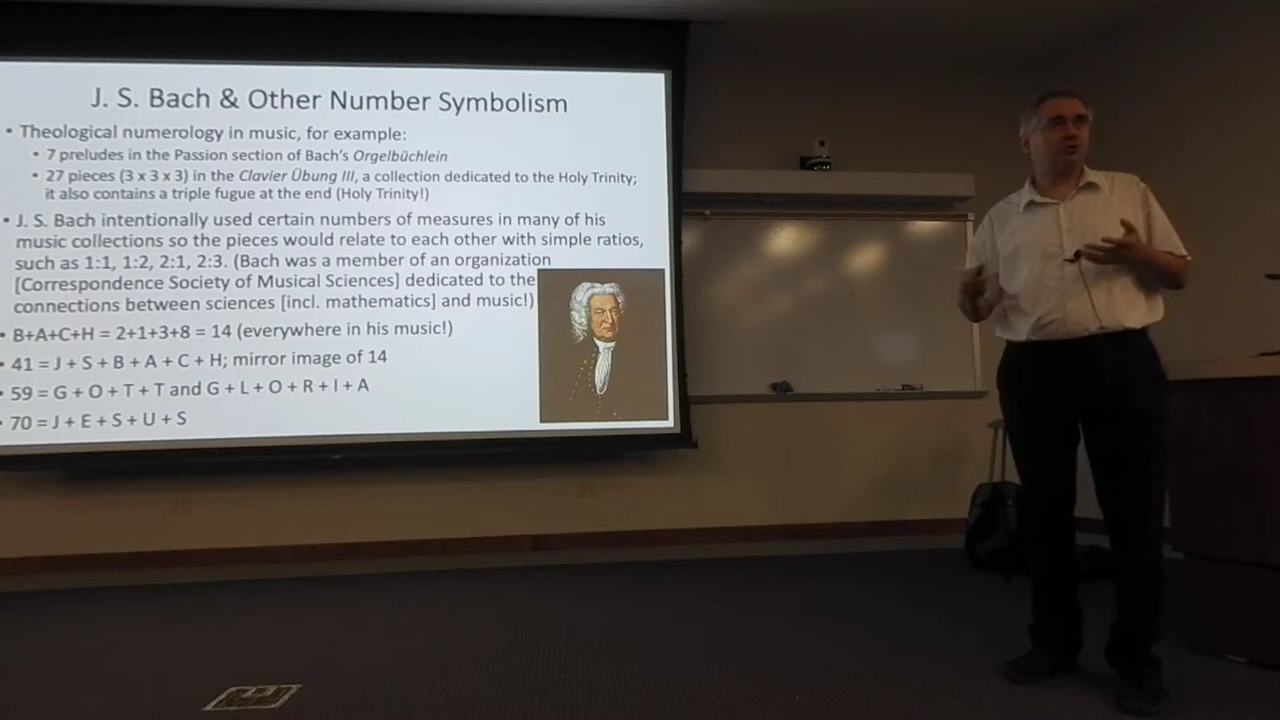 J. S. Bach & Other Number Symbolism
• Theological numerology in music, for example:
• 7 preludes in the Passion section of Bach's Orgelbüchlein
• 27 pieces (3 x 3 x 3) in the Clavier Übung III, a collection dedicated to the Holy Trinity;
it also contains a triple fugue at the end (Holy Trinity!)
• J. S. Bach intentionally used certain numbers of measures in many of his
music collections so the pieces would relate to each other with simple ratios,
such as 1:1, 1:2, 2:1, 2:3. (Bach was a member of an organization
[Correspondence Society of Musical Sciences] dedicated to the
connections between sciences [incl. mathematics] and music!)
• B+A+C+H = 2+1+3+8 = 14 (everywhere in his music!)
• 41 = J + S + B + A + C + H; mirror image of 14
• 59 = G + O + T + T and G + L + O + R + I + A
• 70 = J + E + S + U + S